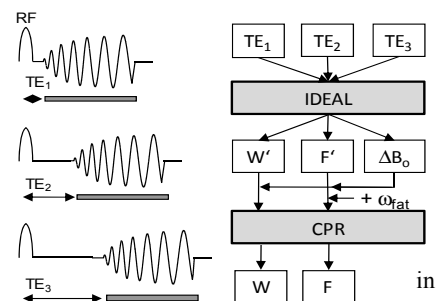 RF
TE1
TE2
TE3
TE1 TE2 TE3
IDEAL
W‘ F‘ ΔBo
+ ωfat
CPR
W F
in